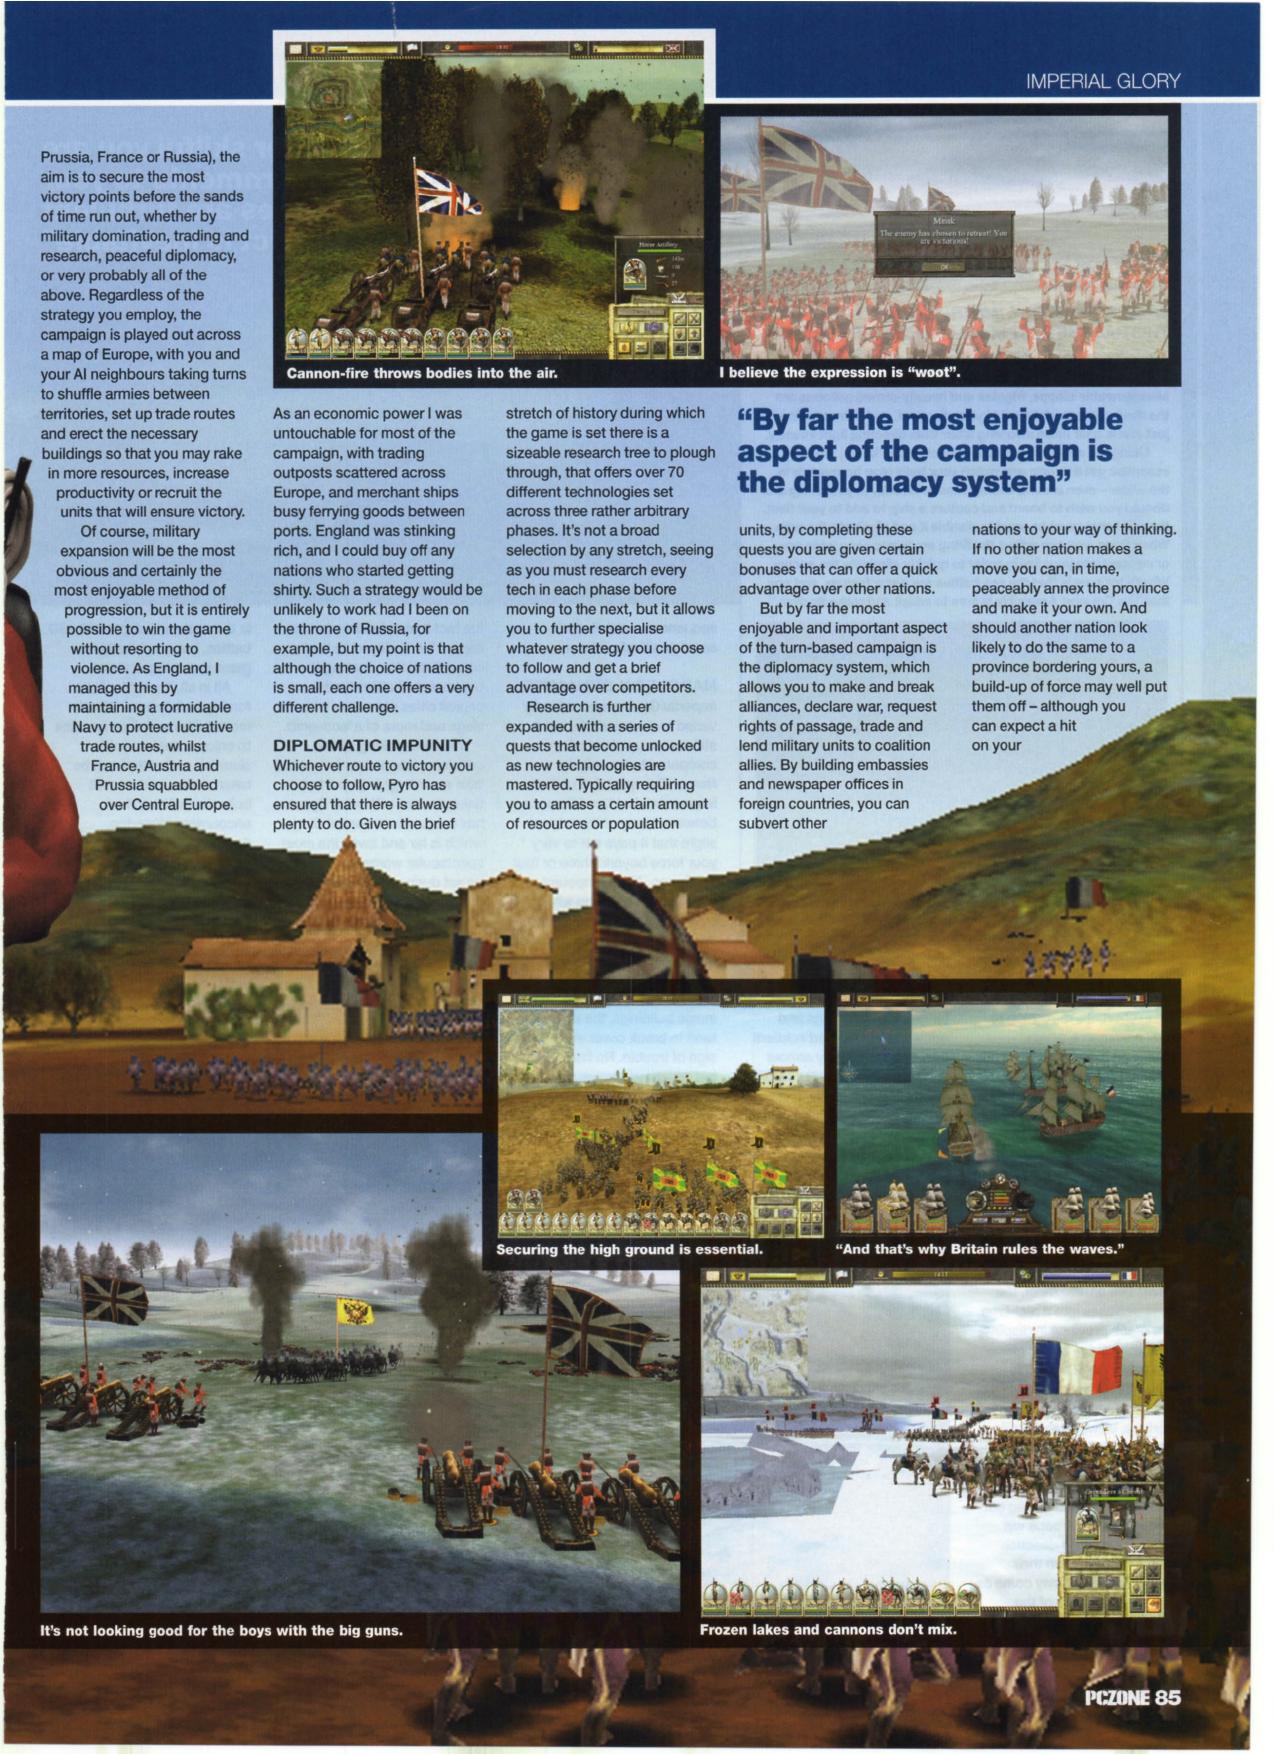 IMPERIAL GLORY
Prussia, France or Russia), the
aim is to secure the most
victory points before the sands
of time run out, whether by
military domination, trading and
research, peaceful diplomacy,
or very probably all of the
above. Regardless of the
strategy you employ, the
campaign is played out across
a map of Europe, with you and
your AI neighbours taking turns
to shuffle armies between
territories, set up trade routes
and erect the necessary
buildings so that you may rake
in more resources, increase
productivity or recruit the
units that will ensure victory.
Of course, military
expansion will be the most
obvious and certainly the
most enjoyable method of
progression, but it is entirely
possible to win the game
without resorting to
violence. As England, I
managed this by
maintaining a formidable
Navy to protect lucrative
trade routes, whilst
France, Austria and
Prussia squabbled
over Central Europe.
Horse Artillery
Cannon-fire throws bodies into the air.
Minsk
The enemy has chosen to retreat! You
are victorious!
OK
I believe the expression is “wøøt”.
As an economic power I was
untouchable for most of the
campaign, with trading
outposts scattered across
Europe, and merchant ships
busy ferrying goods between
ports. England was stinking
rich, and I could buy off any
nations who started getting
shirty. Such a strategy would be
unlikely to work had I been on
the throne of Russia, for
example, but my point is that
although the choice of nations
is small, each one offers a very
different challenge.
DIPLOMATIC IMPUNITY
Whichever route to victory you
choose to follow, Pyro has
ensured that there is always
plenty to do. Given the brief
stretch of history during which
the game is set there is a
sizeable research tree to plough
through, that offers over 70
different technologies set
across three rather arbitrary
phases. It's not a broad
selection by any stretch, seeing
as you must research every
tech in each phase before
moving to the next, but it allows
you to further specialise
whatever strategy you choose
to follow and get a brief
advantage over competitors.
Research is further
expanded with a series of
quests that become unlocked
as new technologies are
mastered. Typically requiring
you to amass a certain amount
of resources or population
“By far the most enjoyable
aspect of the campaign is
the diplomacy system”
units, by completing these
quests you are given certain
bonuses that can offer a quick
advantage over other nations.
But by far the most
enjoyable and important aspect
of the turn-based campaign is
the diplomacy system, which
allows you to make and break
alliances, declare war, request
rights of passage, trade and
lend military units to coalition
allies. By building embassies
and newspaper offices in
foreign countries, you can
subvert other
nations to your way of thinking.
If no other nation makes a
move you can, in time,
peaceably annex the province
and make it your own. And
should another nation look
likely to do the same to a
province bordering yours, a
build-up of force may well put
them off – although you
can expect a hit
on your
Securing the high ground is essential.
“And that's why Britain rules the waves.”
It's not looking good for the boys with the big guns.
Frozen lakes and cannons don't mix.
PCZONE 85